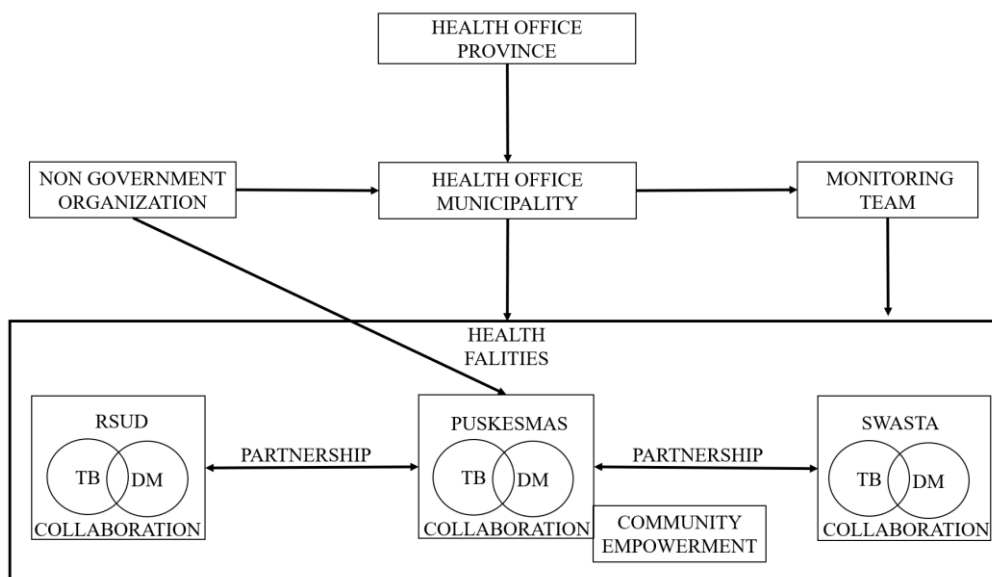 HEALTH OFFICE
PROVINCE
NON GOVERNMENT
ORGANIZATION
HEALTH OFFICE
MUNICIPALITY
MONITORING
TEAM
HEALTH
FALITIES
RSUD
TB DM
COLLABORATION
PARTNERSHIP
PUSKESMAS
TB DM
COLLABORATION
PARTNERSHIP
SWASTA
TB DM
COLLABORATION
COMMUNITY
EMPOWERMENT